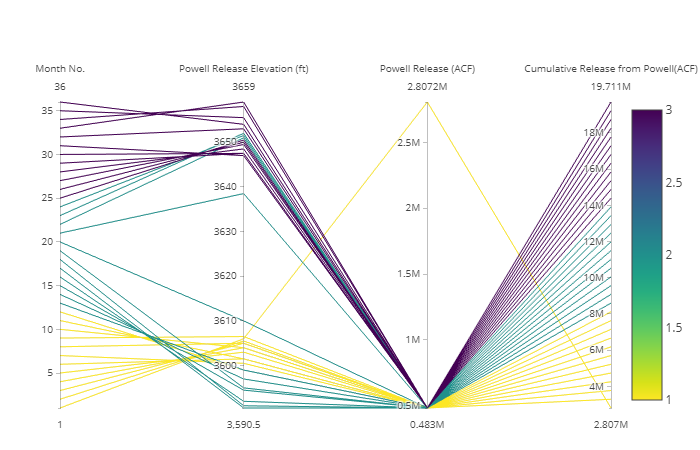 Month No. Powell Release Elevation (ft) Powell Release (ACF) Cumulative Release from Powell(ACF)
36 3659 2.8072M 19.711M
35
30
25
20
15
10
5
3650
3640
3630
3620
3610
3600
2.5M
2M
1.5M
1M
0.5M
18M
16M
14M
12M
10M
8M
6M
4M
1 3,590.5 0.483M 2.807M
3
2.5
2
1.5
1